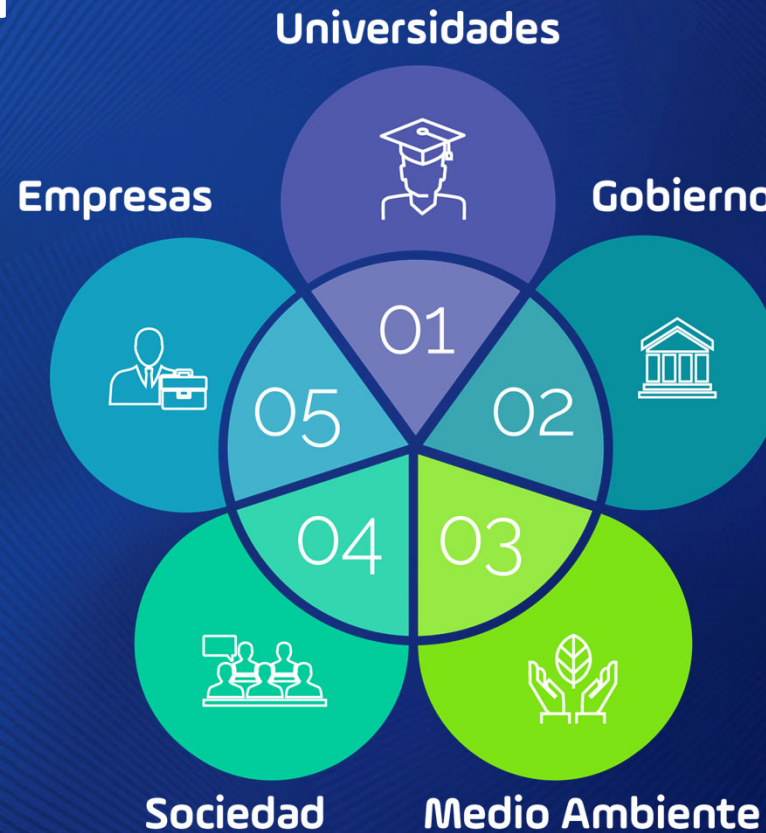 Universidades
Empresas
Gobierno
01
05
02
04
03
Sociedad
Medio Ambiente